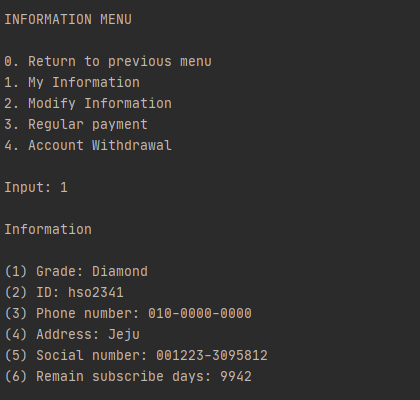 INFORMATION MENU
0. Return to previous menu
1. My Information
2. Modify Information
3. Regular payment
4. Account Withdrawal
Input: 1
Information
(1) Grade: Diamond
(2) ID: hso2341
(3) Phone number: 010-0000-0000
(4) Address: Jeju
(5) Social number: 001223-3095812
(6) Remain subscribe days: 9942